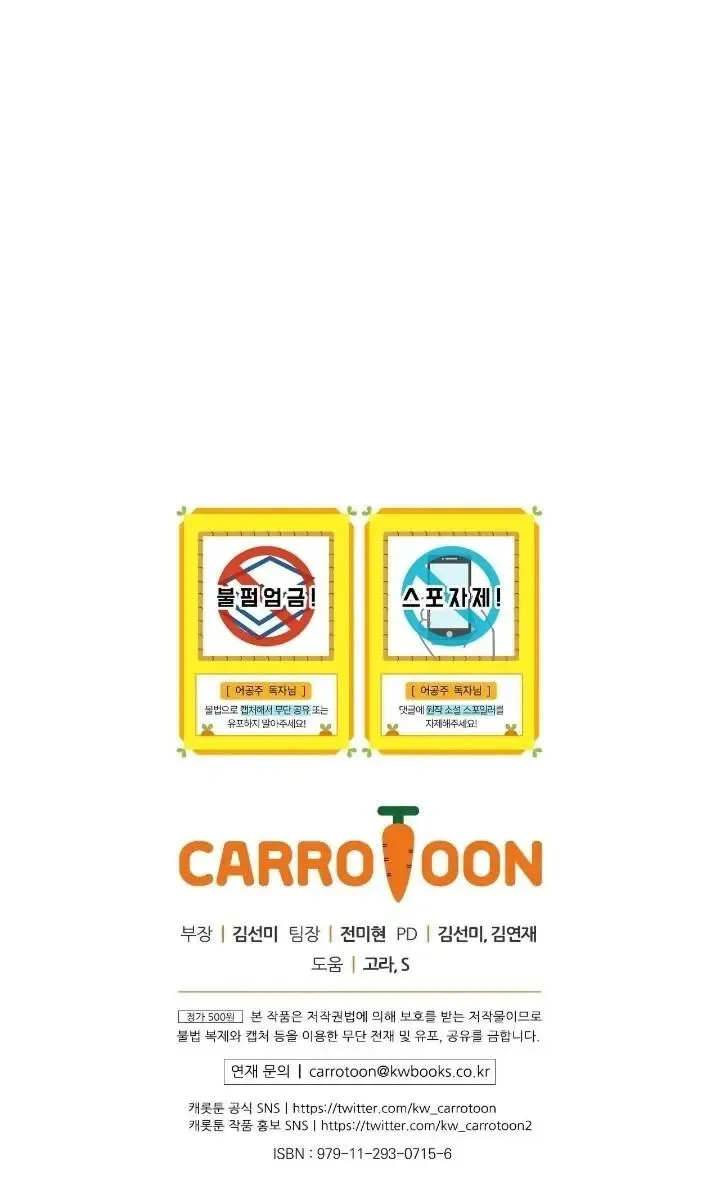 불펌엄금!
[ 어공주 독자님 ]
불법으로 캡처해서 무단 공유 또는
유포하지 말아주세요!
스포자제!
[ 어공주 독자님 ]
댓글에 원작 소설 스포일러를
자제해주세요!
CARROTOON
부장 | 김선미 팀장 | 전미현 PD | 김선미, 김연재
도움 | 고라, S
정가 500원 본 작품은 저작권법에 의해 보호를 받는 저작물이므로
불법 복제와 캡처 등을 이용한 무단 전재 및 유포, 공유를 금합니다.
연재 문의 | carrotoon@kwbooks.co.kr
캐롯툰 공식 SNS | https://twitter.com/kw_carrotoon
캐롯툰 작품 홍보 SNS | https://twitter.com/kw_carrotoon2
ISBN : 979-11-293-0715-6